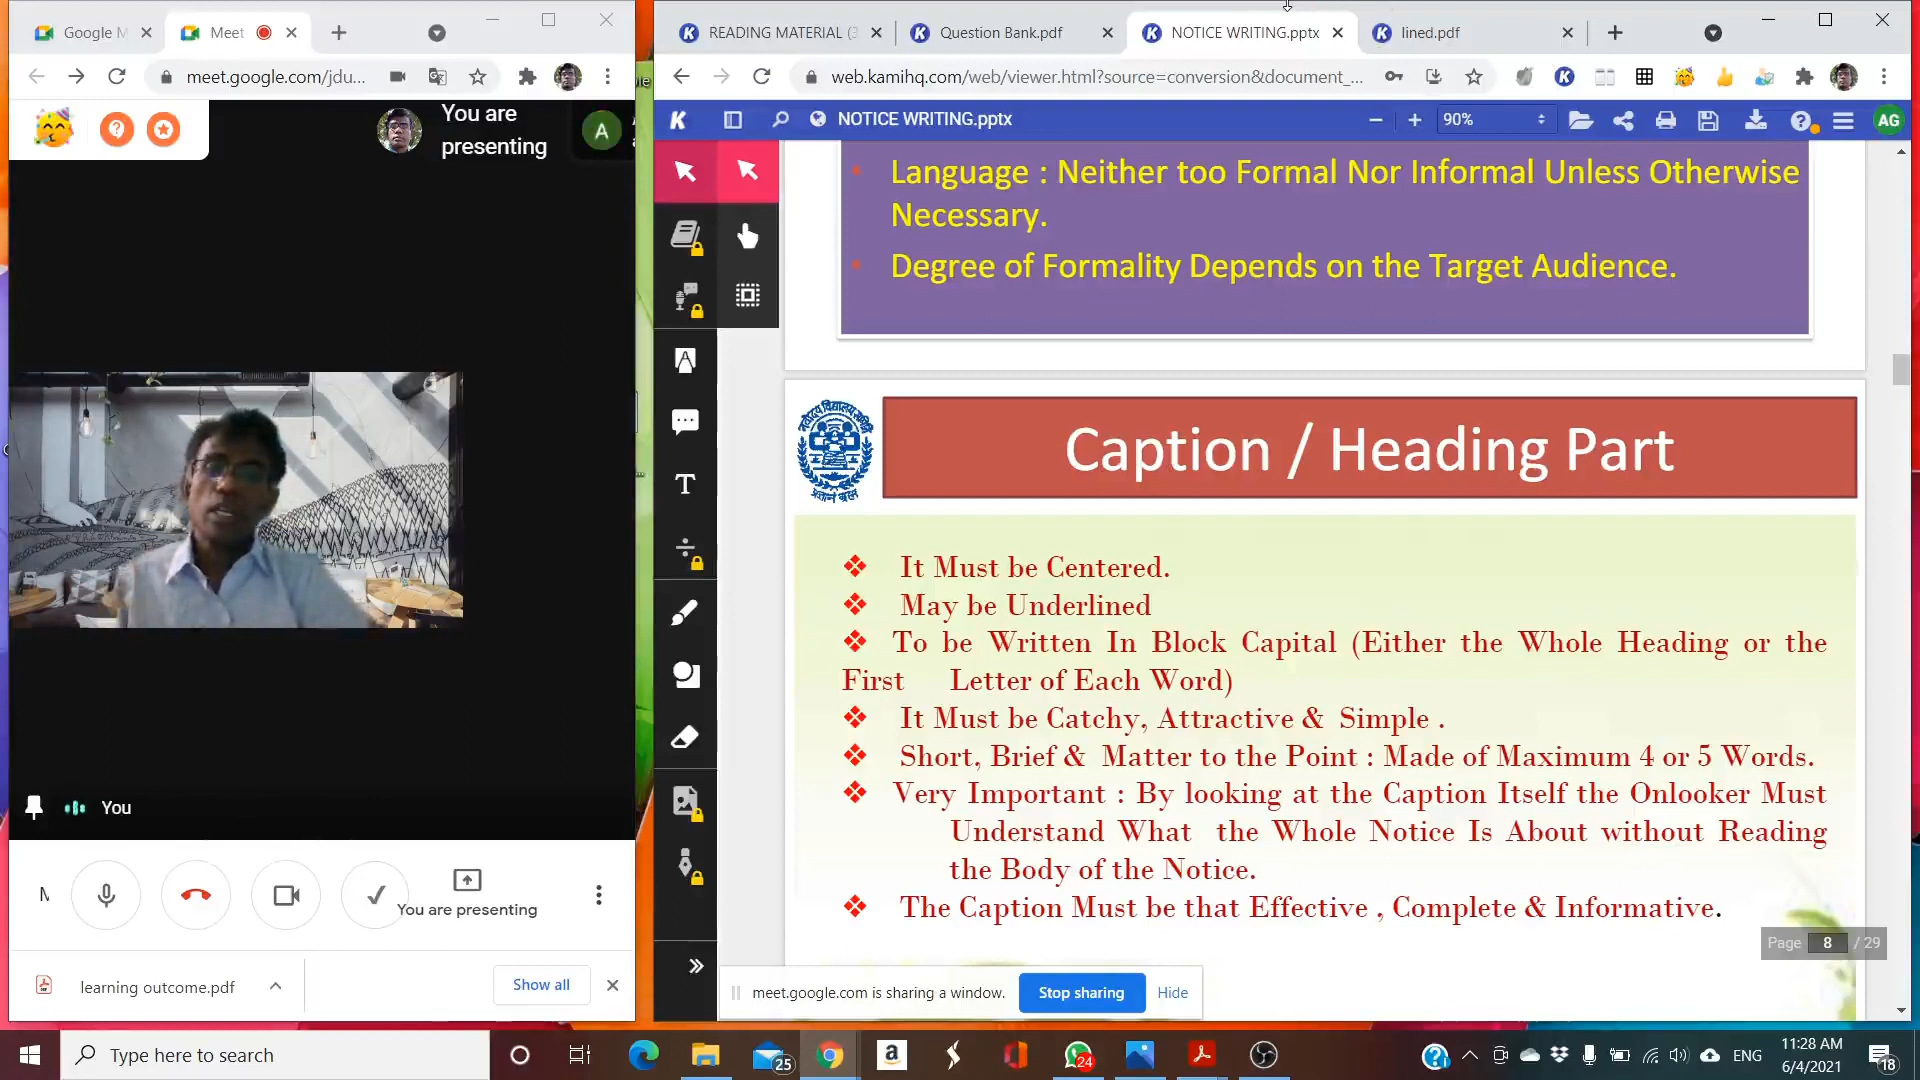 Google M
Meet
meet.google.com/jdu...
You are
presenting
A
You
You are presenting
learning outcome.pdf
Show all
READING MATERIAL (3
Question Bank.pdf
NOTICE WRITING.pptx
lined.pdf
web.kamihq.com/web/viewer.html?source=conversion&document_...
NOTICE WRITING.pptx
90%
AG
Language : Neither too Formal Nor Informal Unless Otherwise
Necessary.
Degree of Formality Depends on the Target Audience.
Caption / Heading Part
It Must be Centered.
May be Underlined
To be Written In Block Capital (Either the Whole Heading or the
First Letter of Each Word)
It Must be Catchy, Attractive & Simple .
Short, Brief & Matter to the Point : Made of Maximum 4 or 5 Words.
Very Important : By looking at the Caption Itself the Onlooker Must
Understand What the Whole Notice Is About without Reading
the Body of the Notice.
The Caption Must be that Effective , Complete & Informative.
Page 8 / 29
meet.google.com is sharing a window.
Stop sharing
Hide
Type here to search
25
24
ENG
11:28 AM
6/4/2021
18